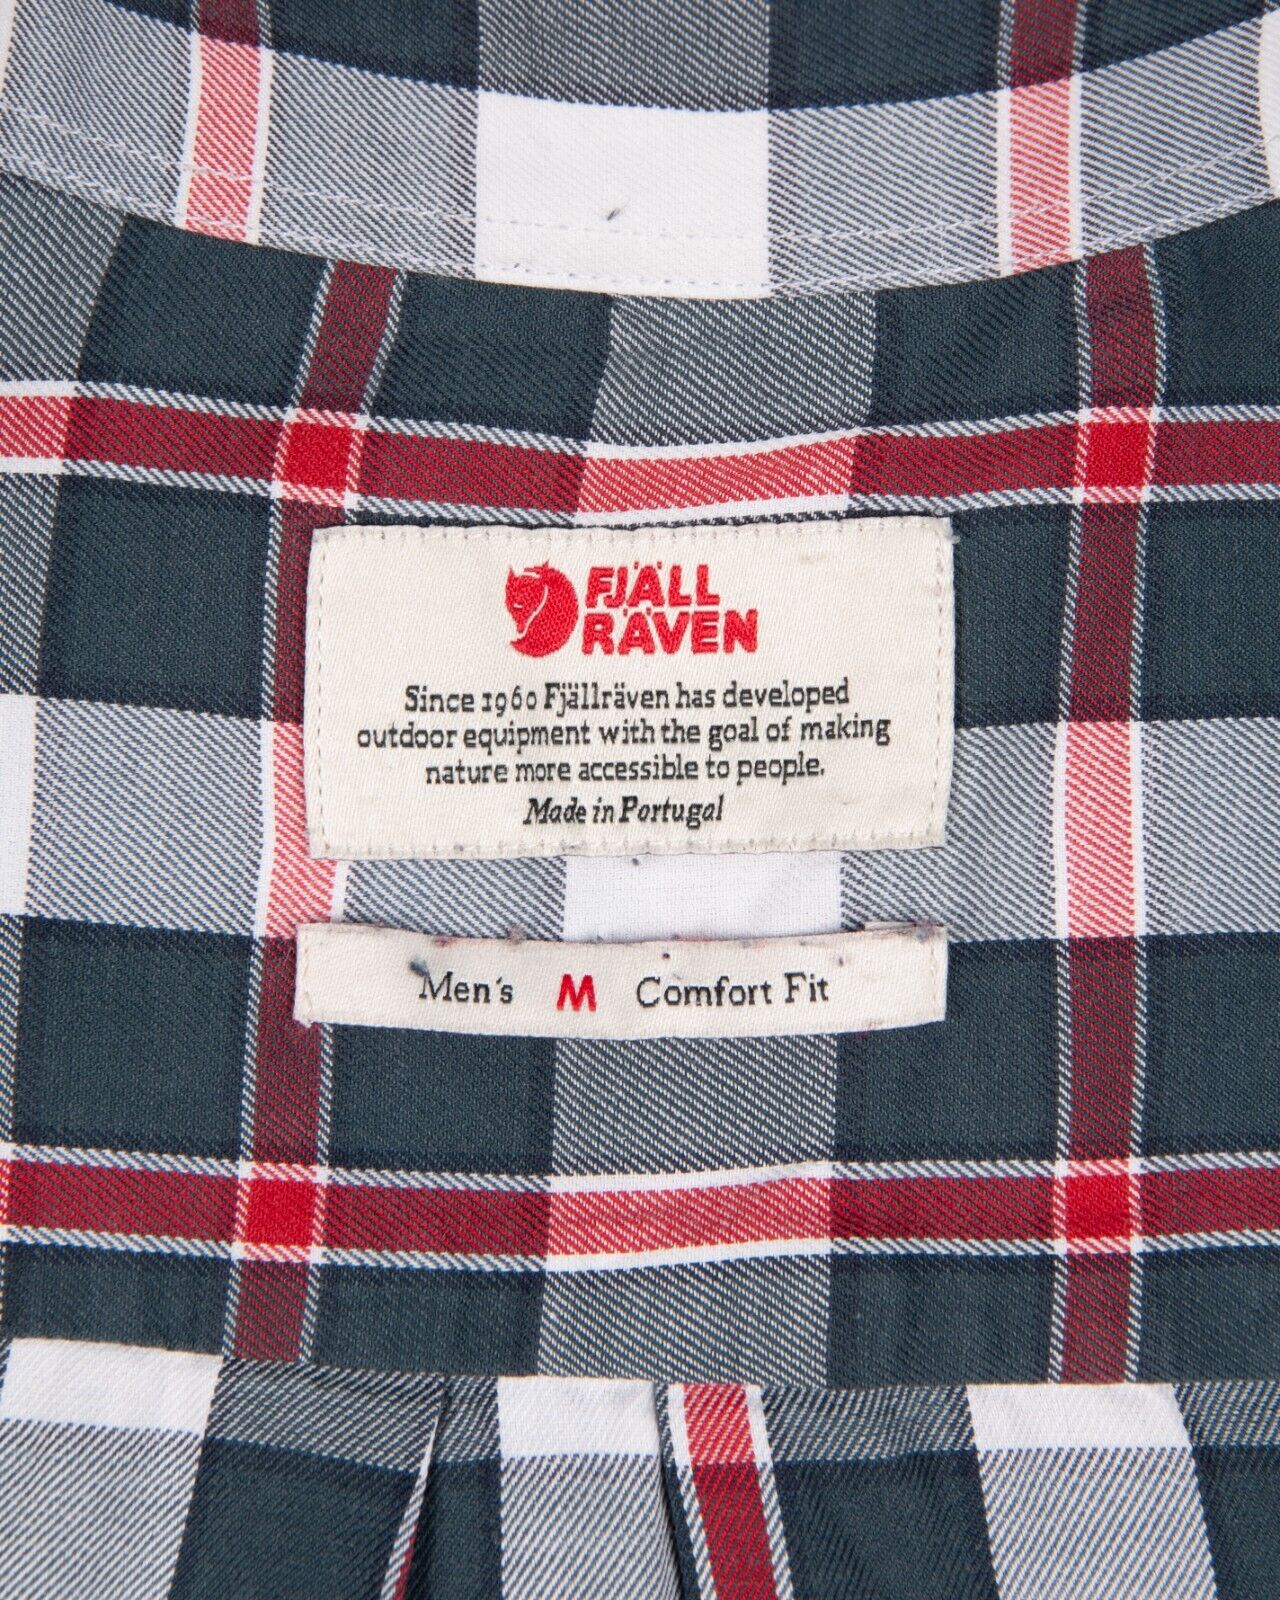 FJÄLL
RÄVEN
Since 1960 Fjällräven has developed
outdoor equipment with the goal of making
nature more accessible to people.
Made in Portugal
Men's M Comfort Fit